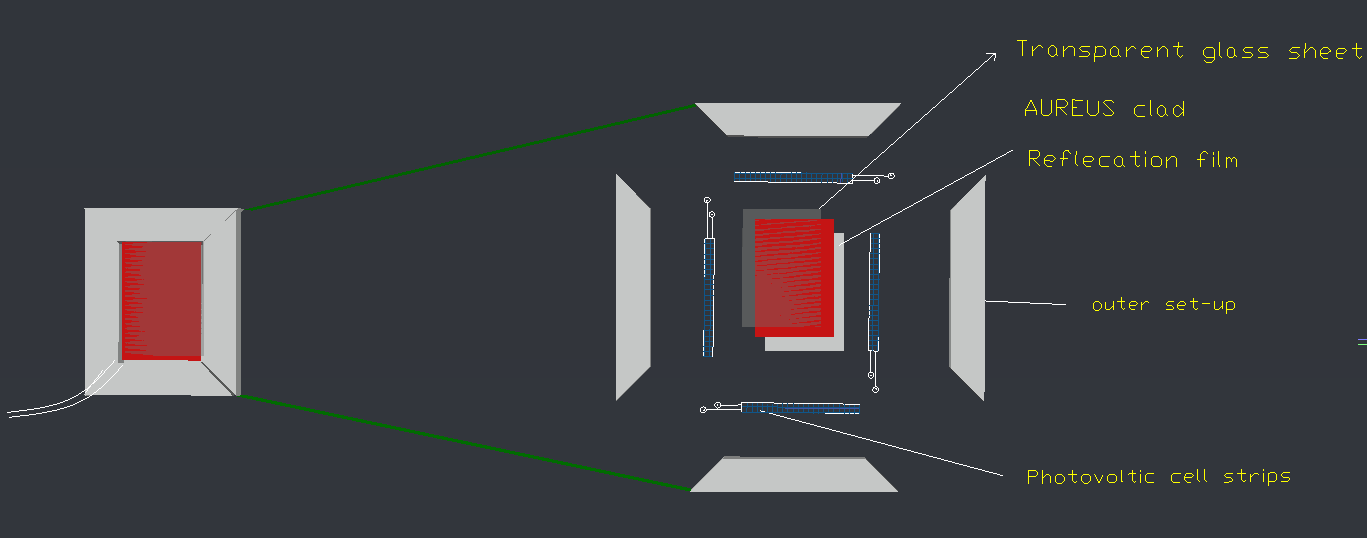 Transparent glass sheet
AUREUS clad
Reflecation film
outer set-up
Photovoltic cell strips